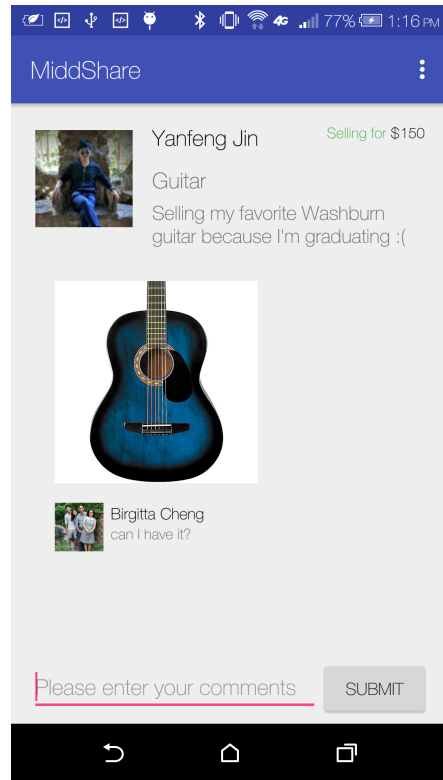 4G 77% 1:16 PM
MiddShare
Yanfeng Jin
Selling for $150
Guitar
Selling my favorite Washburn
guitar because I'm graduating :(
Birgitta Cheng
can I have it?
Please enter your comments
SUBMIT